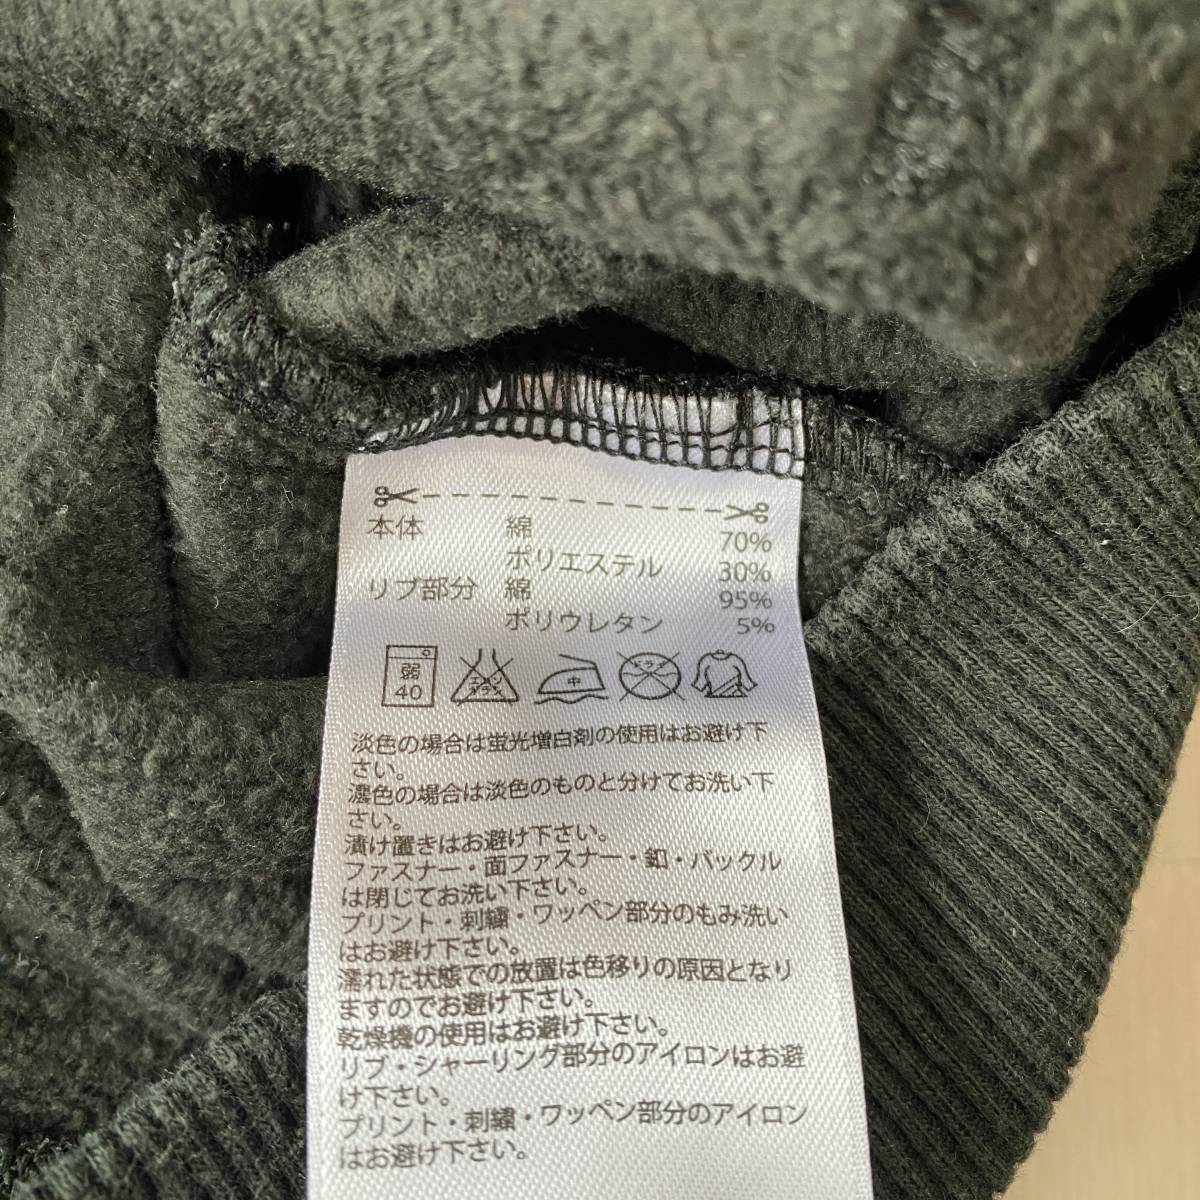 本体 綿 70%
ポリエステル 30%
リブ部分 綿 95%
ポリウレタン 5%
弱 40 エンソ サラシ 中 ドライ
淡色の場合は蛍光増白剤の使用はお避け下
さい。
濃色の場合は淡色のものと分けてお洗い下
さい。
漬け置きはお避け下さい。
ファスナー・面ファスナー・釦・バックル
は閉じてお洗い下さい。
プリント・刺繍・ワッペン部分のもみ洗い
はお避け下さい。
濡れた状態での放置は色移りの原因となり
ますのでお避け下さい。
乾燥機の使用はお避け下さい。
リブ・シャーリング部分のアイロンはお避
け下さい。
プリント・刺繍・ワッペン部分のアイロン
はお避け下さい。